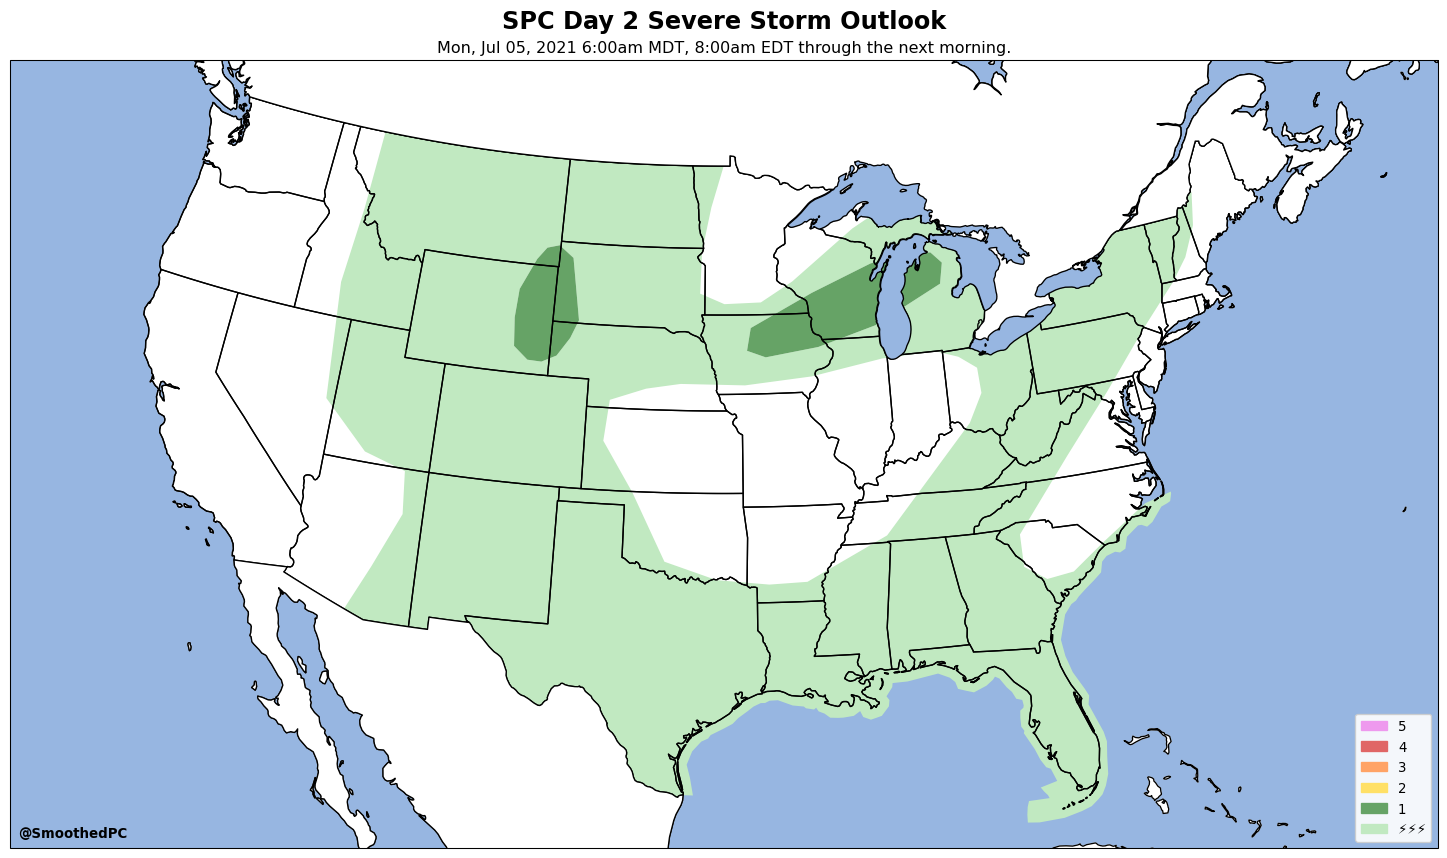 SPC Day 2 Severe Storm Outlook
Mon, Jul 05, 2021 6:00am MDT, 8:00am EDT through the next morning.
5
4
3
2
1
⚡⚡⚡
@SmoothedPC